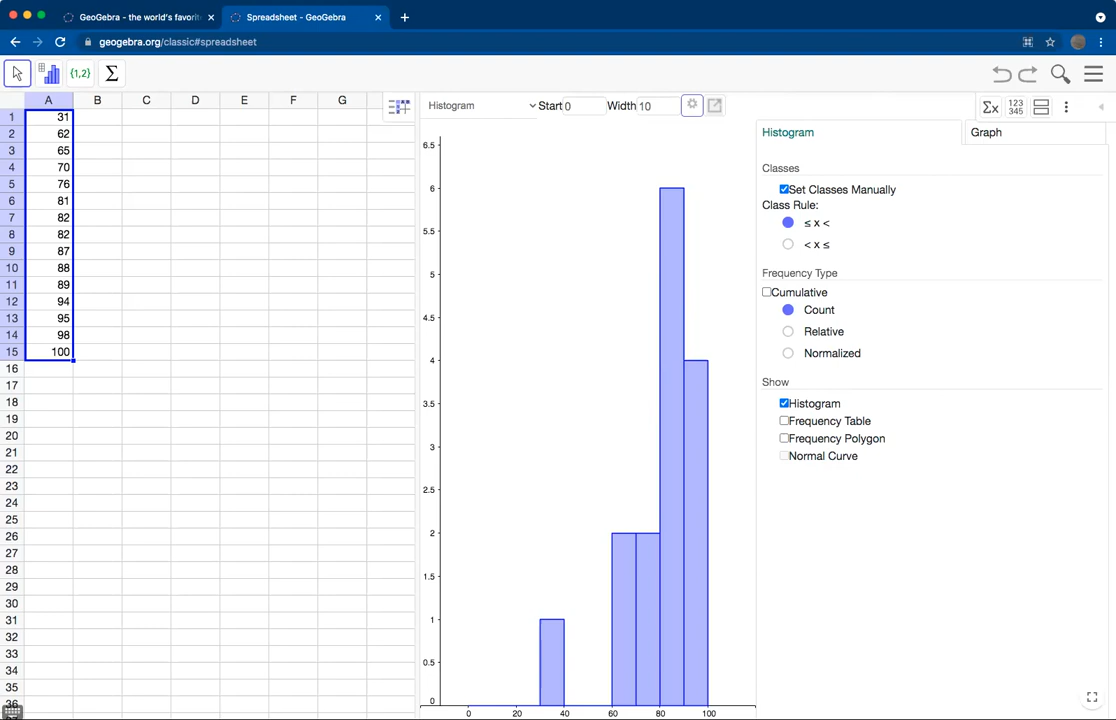 GeoGebra - the world's favorit
Spreadsheet - GeoGebra
geogebra.org/classic#spreadsheet
{1,2} Σ
A B C D E F G
1 31
2 62
3 65
4 70
5 76
6 81
7 82
8 82
9 87
10 88
11 89
12 94
13 95
14 98
15 100
16
17
18
19
20
21
22
23
24
25
26
27
28
29
30
31
32
33
34
35
36
Histogram Start 0 Width 10
6.5
6
5.5
5
4.5
4
3.5
3
2.5
2
1.5
1
0.5
0
0 20 40 60 80 100
Σx 123
345
Histogram Graph
Classes
Set Classes Manually
Class Rule:
≤ x <
< x ≤
Frequency Type
Cumulative
Count
Relative
Normalized
Show
Histogram
Frequency Table
Frequency Polygon
Normal Curve